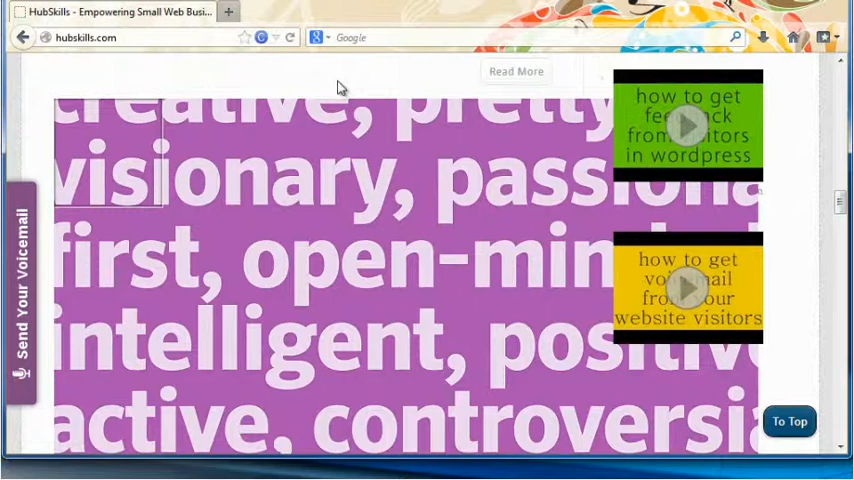 HubSkills - Empowering Small Web Busi...
hubskills.com
Google
Read More
creative, pretty
visionary, passiona
first, open-minded
intelligent, positive
active, controversia
how to get
feedback
from visitors
in wordpress
how to get
voicemail
from your
website visitors
Send Your Voicemail
To Top